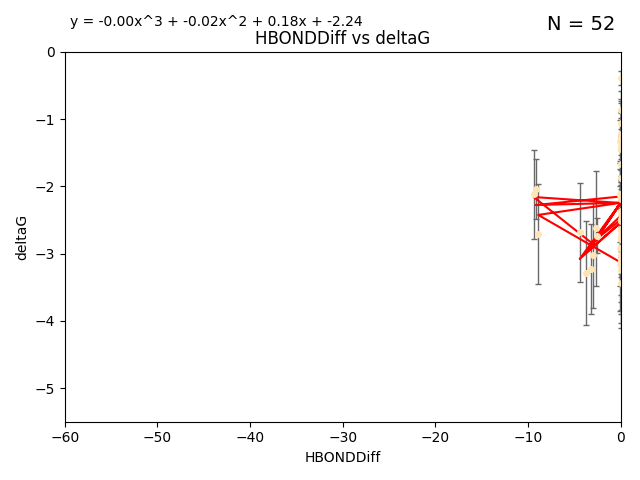 y = -0.00x^3 + -0.02x^2 + 0.18x + -2.24
N = 52
HBONDDiff vs deltaG
0
−1
−2
−3
−4
−5
deltaG
−60 −50 −40 −30 −20 −10 0
HBONDDiff